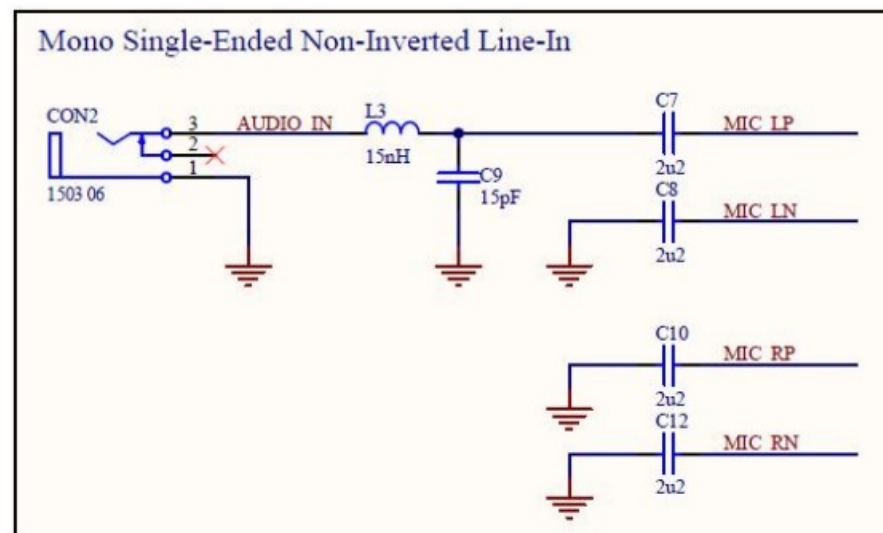 Mono Single-Ended Non-Inverted Line-In
CON2
3
2
1
1503 06
AUDIO IN
L3
15nH
C9
15pF
C7
2u2
MIC LP
C8
2u2
MIC LN
C10
2u2
MIC RP
C12
2u2
MIC RN